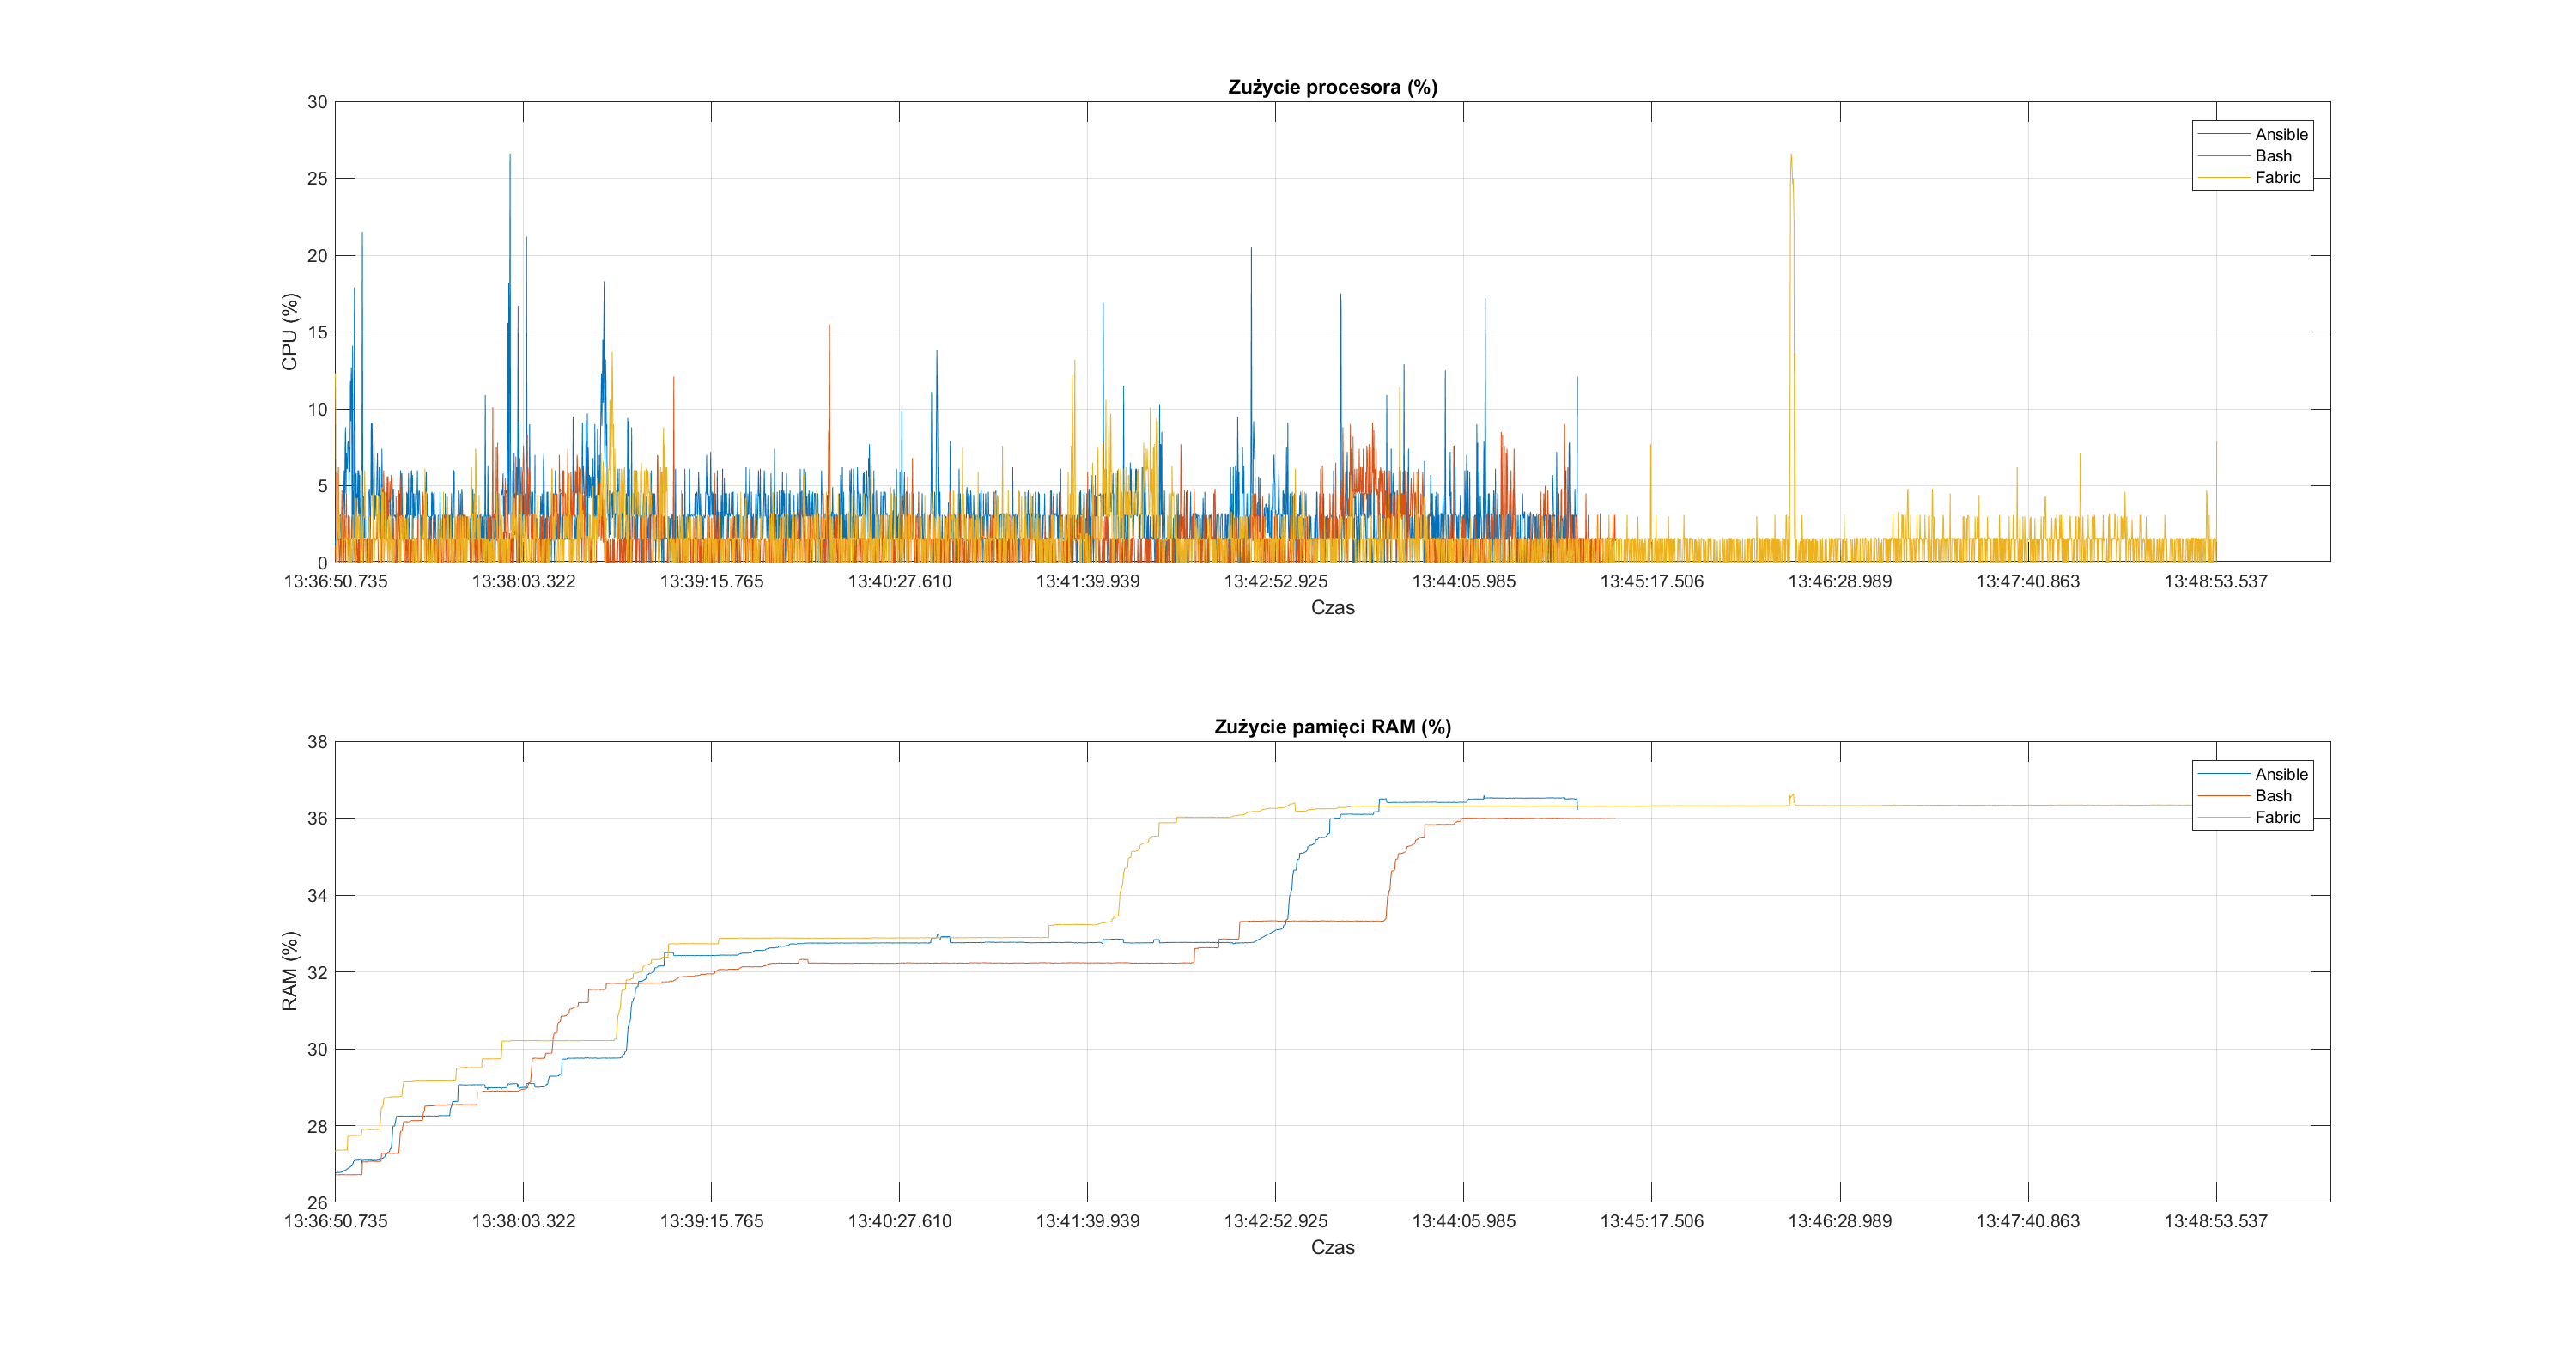 Zużycie procesora (%)
30
25
20
15
10
5
0
CPU (%)
Ansible
Bash
Fabric
13:36:50.735 13:38:03.322 13:39:15.765 13:40:27.610 13:41:39.939 13:42:52.925 13:44:05.985 13:45:17.506 13:46:28.989 13:47:40.863 13:48:53.537
Czas
Zużycie pamięci RAM (%)
38
36
34
32
30
28
26
RAM (%)
Ansible
Bash
Fabric
13:36:50.735 13:38:03.322 13:39:15.765 13:40:27.610 13:41:39.939 13:42:52.925 13:44:05.985 13:45:17.506 13:46:28.989 13:47:40.863 13:48:53.537
Czas